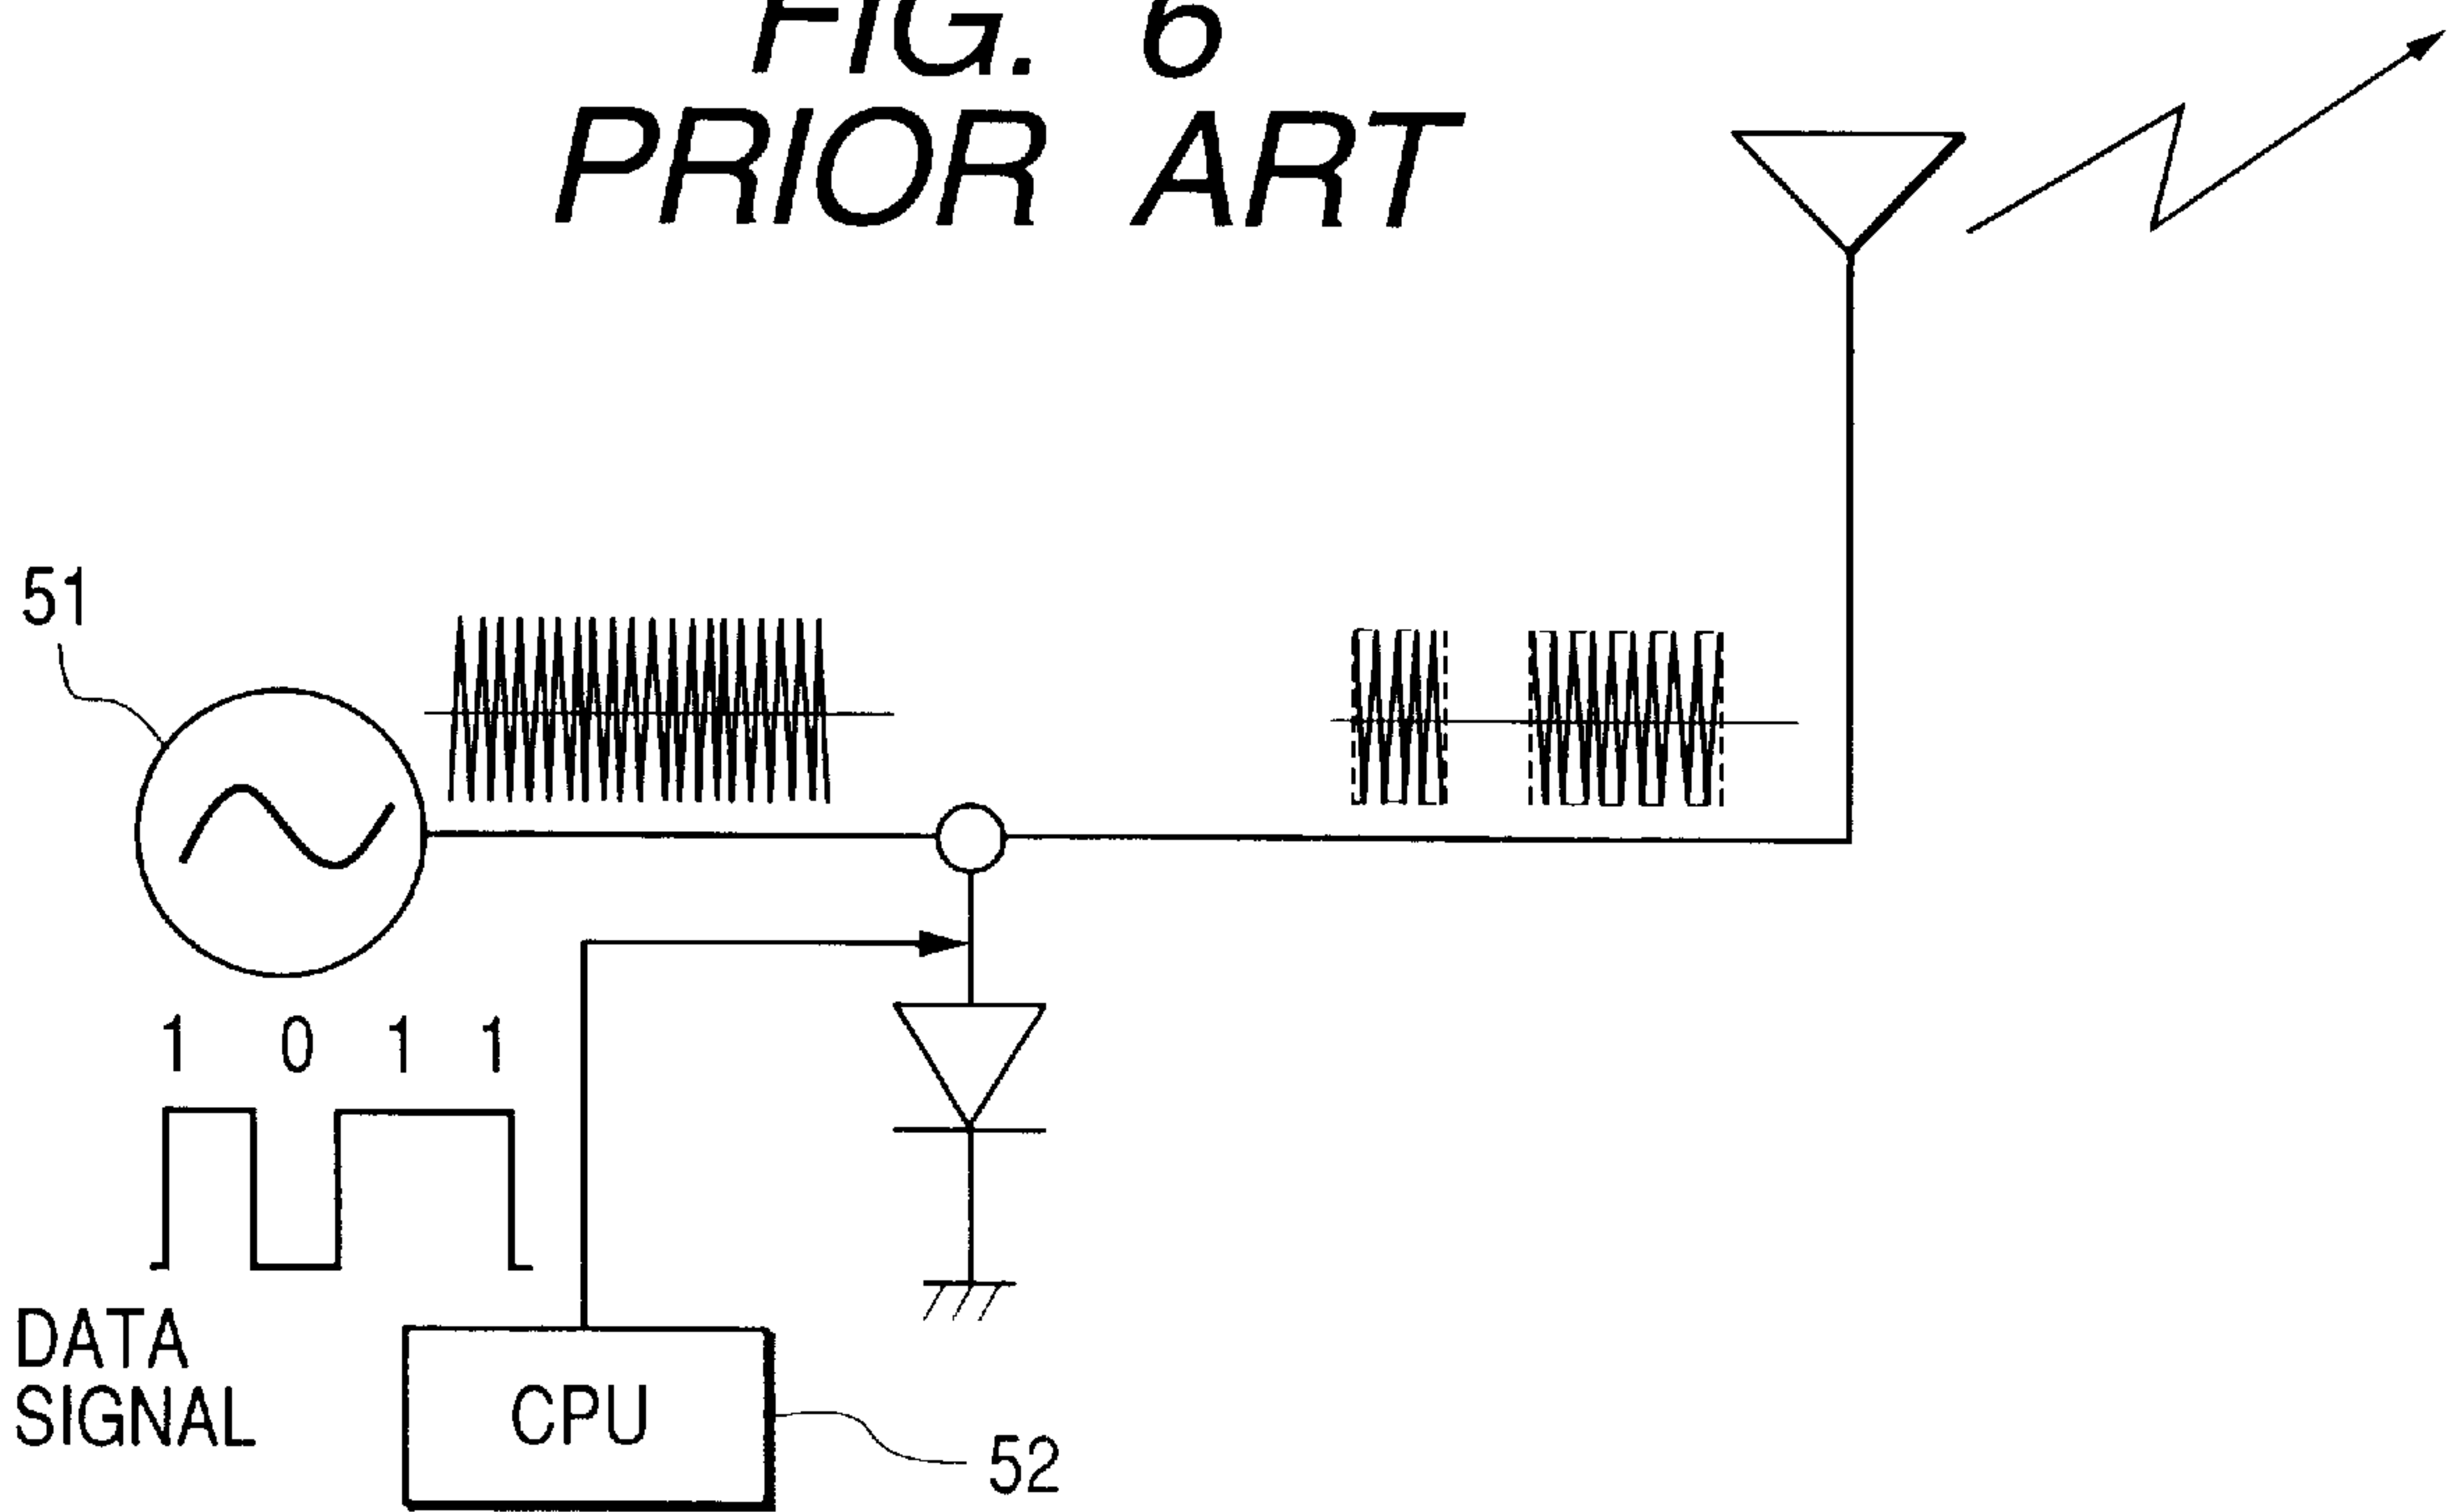 FIG. 6
PRIOR ART
51
1 0 1 1
DATA
SIGNAL
CPU
52